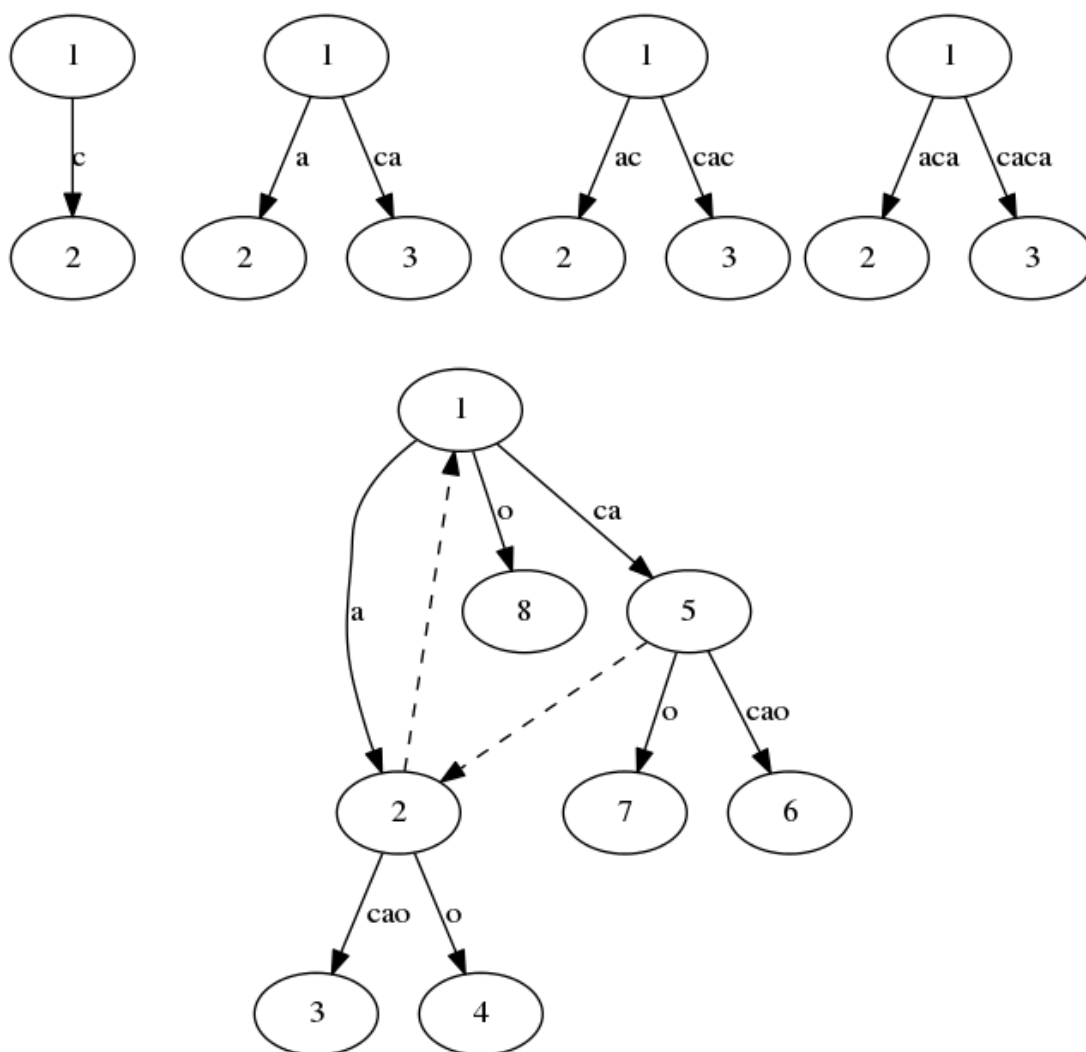 1 1 1 1
c a ca ac cac aca caca
2 2 3 2 3 2 3
1
o ca
a 8 5
o cao
2 7 6
cao o
3 4